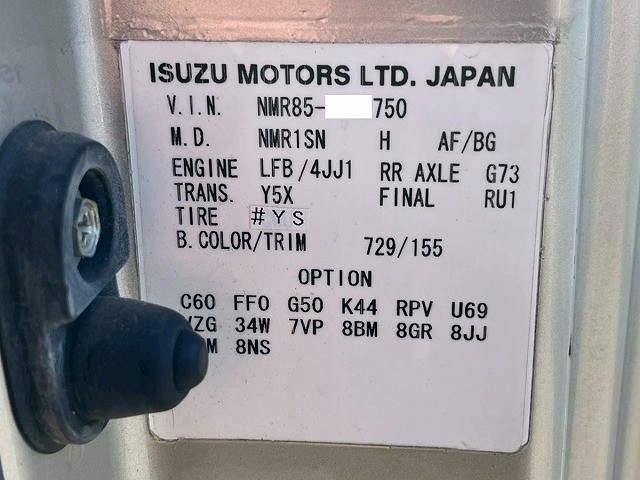 ISUZU MOTORS LTD. JAPAN
V.I.N. NMR85- 750
M.D. NMR1SN H AF/BG
ENGINE LFB/4JJ1 RR AXLE G73
TRANS. Y5X FINAL RU1
TIRE #YS
B.COLOR/TRIM 729/155
OPTION
C60 FF0 G50 K44 RPV U69
34W 7VP 8BM 8GR 8JJ
8NS